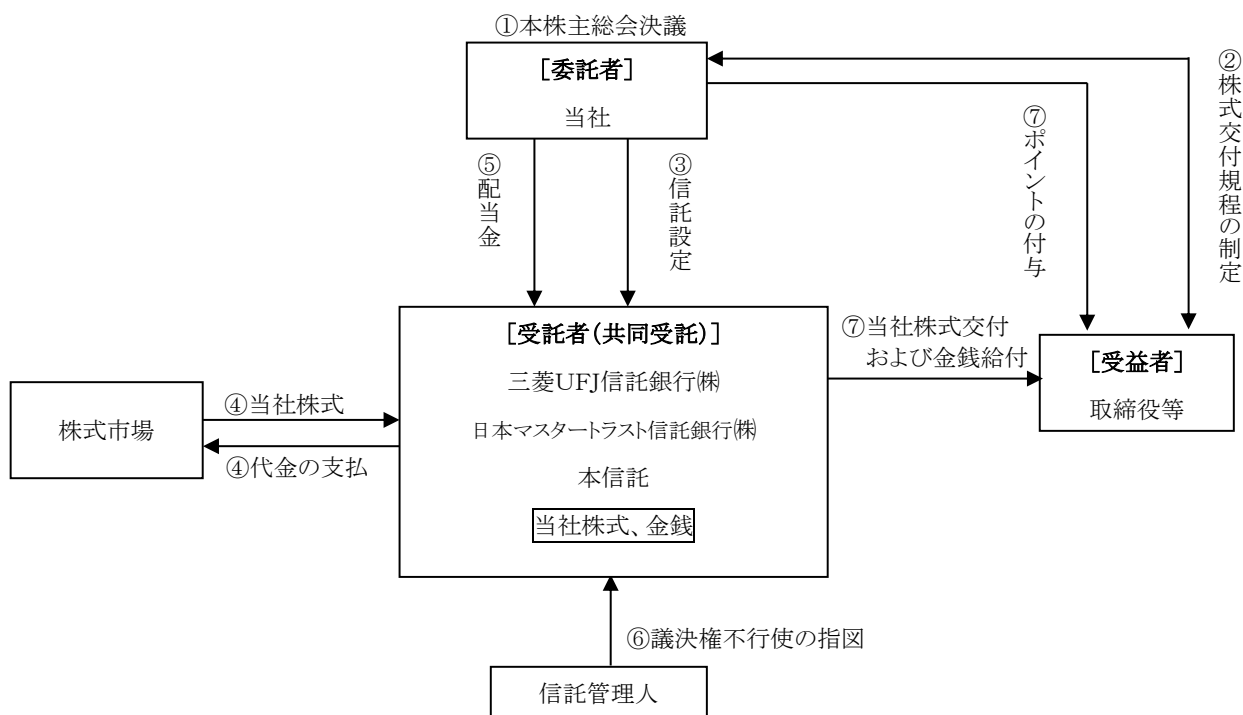 ①本株主総会決議
[委託者]
当社
②株式交付規程の制定
⑦ポイントの付与
⑤配当金
③信託設定
[受託者(共同受託)]
三菱UFJ信託銀行㈱
日本マスタートラスト信託銀行㈱
本信託
当社株式、金銭
⑦当社株式交付
および金銭給付
[受益者]
取締役等
株式市場
④当社株式
④代金の支払
⑥議決権不行使の指図
信託管理人